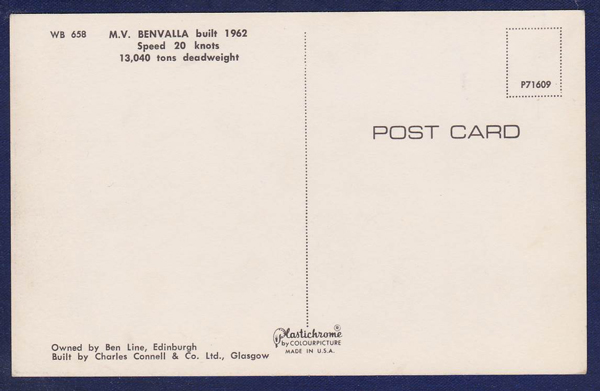 WB 658 M.V. BENVALLA built 1962
Speed 20 knots
13,040 tons deadweight
P71609
POST CARD
Owned by Ben Line, Edinburgh
Built by Charles Connell & Co. Ltd., Glasgow
Plastichrome ®
by COLOURPICTURE
MADE IN U.S.A.